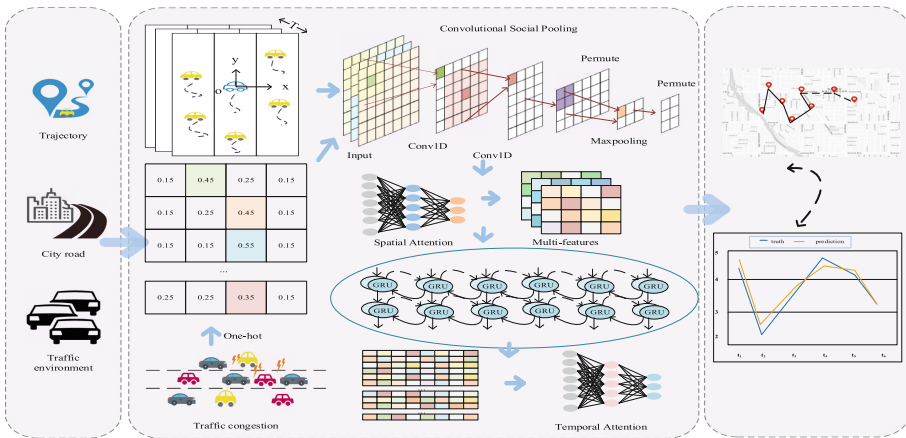 Trajectory
City road
Traffic
environment
T
y
o
x
0.15 0.45 0.25 0.15
0.15 0.25 0.45 0.15
0.15 0.15 0.55 0.15
...
0.25 0.25 0.35 0.15
One-hot
Traffic congestion
Convolutional Social Pooling
Input
Conv1D
Conv1D
Permute
Maxpooling
Permute
Spatial Attention
Multi-features
GRU GRU GRU GRU GRU GRU
GRU GRU GRU GRU GRU GRU
...
Temporal Attention
truth prediction
5
4
3
2
t₁ t₂ t₃ t₄ t₅ t₆